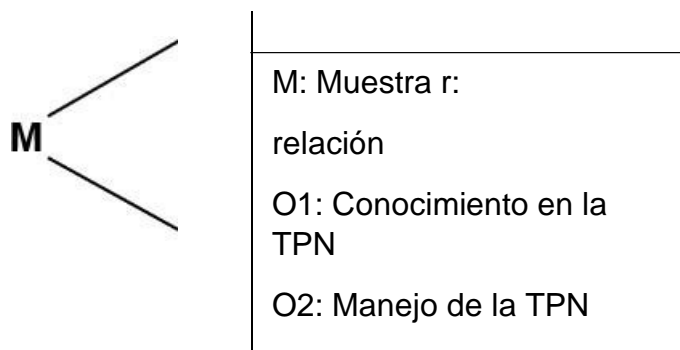 M
M: Muestra r:
relación
O1: Conocimiento en la
TPN
O2: Manejo de la TPN